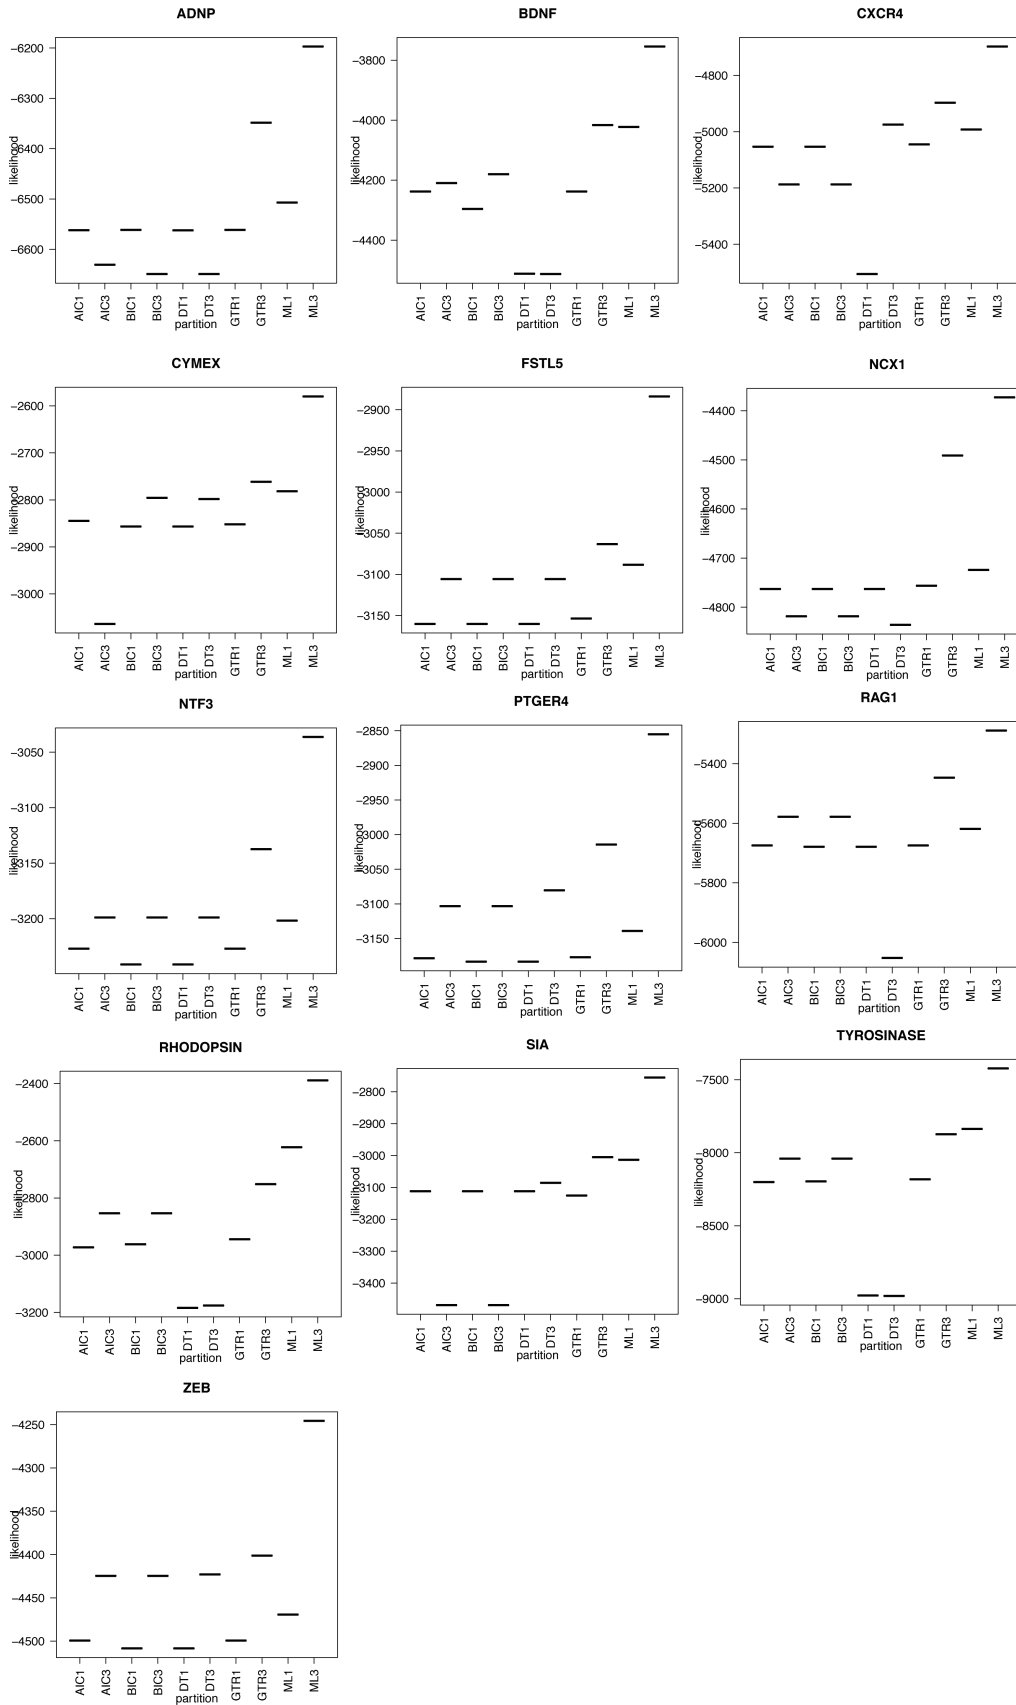 ADNP
−6200
−6300
−6400
−6500
−6600
likelihood
AIC1 AIC3 BIC1 BIC3 DT1 DT3 GTR1 GTR3 ML1 ML3
partition
BDNF
−3800
−4000
−4200
−4400
likelihood
AIC1 AIC3 BIC1 BIC3 DT1 DT3 GTR1 GTR3 ML1 ML3
partition
CXCR4
−4800
−5000
−5200
−5400
likelihood
AIC1 AIC3 BIC1 BIC3 DT1 DT3 GTR1 GTR3 ML1 ML3
partition
CYMEX
−2600
−2700
−2800
−2900
−3000
likelihood
AIC1 AIC3 BIC1 BIC3 DT1 DT3 GTR1 GTR3 ML1 ML3
partition
FSTL5
−2900
−2950
−3000
−3050
−3100
−3150
likelihood
AIC1 AIC3 BIC1 BIC3 DT1 DT3 GTR1 GTR3 ML1 ML3
partition
NCX1
−4400
−4500
−4600
−4700
−4800
likelihood
AIC1 AIC3 BIC1 BIC3 DT1 DT3 GTR1 GTR3 ML1 ML3
partition
NTF3
−3050
−3100
−3150
−3200
likelihood
AIC1 AIC3 BIC1 BIC3 DT1 DT3 GTR1 GTR3 ML1 ML3
partition
PTGER4
−2850
−2900
−2950
−3000
−3050
−3100
−3150
likelihood
AIC1 AIC3 BIC1 BIC3 DT1 DT3 GTR1 GTR3 ML1 ML3
partition
RAG1
−5400
−5600
−5800
−6000
likelihood
AIC1 AIC3 BIC1 BIC3 DT1 DT3 GTR1 GTR3 ML1 ML3
partition
RHODOPSIN
−2400
−2600
−2800
−3000
−3200
likelihood
AIC1 AIC3 BIC1 BIC3 DT1 DT3 GTR1 GTR3 ML1 ML3
partition
SIA
−2800
−2900
−3000
−3100
−3200
−3300
−3400
likelihood
AIC1 AIC3 BIC1 BIC3 DT1 DT3 GTR1 GTR3 ML1 ML3
partition
TYROSINASE
−7500
−8000
−8500
−9000
likelihood
AIC1 AIC3 BIC1 BIC3 DT1 DT3 GTR1 GTR3 ML1 ML3
partition
ZEB
−4250
−4300
−4350
−4400
−4450
−4500
likelihood
AIC1 AIC3 BIC1 BIC3 DT1 DT3 GTR1 GTR3 ML1 ML3
partition